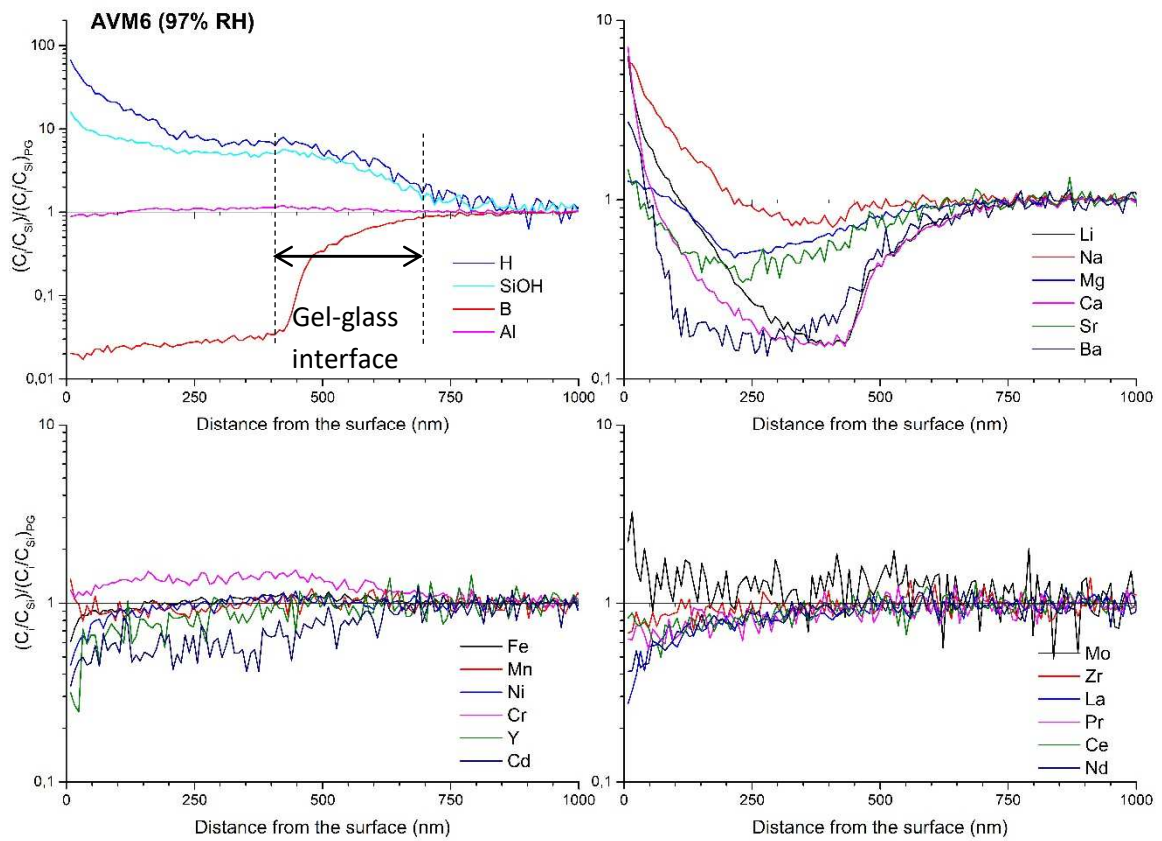 AVM6 (97% RH)
(C_i/C_Si)/(C_i/C_Si)_PG
100
10
1
0,1
0,01
0
250
500
750
1000
Distance from the surface (nm)
H
SiOH
B
Al
Gel-glass
interface
10
1
0,1
0
250
500
750
1000
Distance from the surface (nm)
Li
Na
Mg
Ca
Sr
Ba
(C_i/C_Si)/(C_i/C_Si)_PG
10
1
0,1
0
250
500
750
1000
Distance from the surface (nm)
Fe
Mn
Ni
Cr
Y
Cd
10
1
0,1
0
250
500
750
1000
Distance from the surface (nm)
Mo
Zr
La
Pr
Ce
Nd